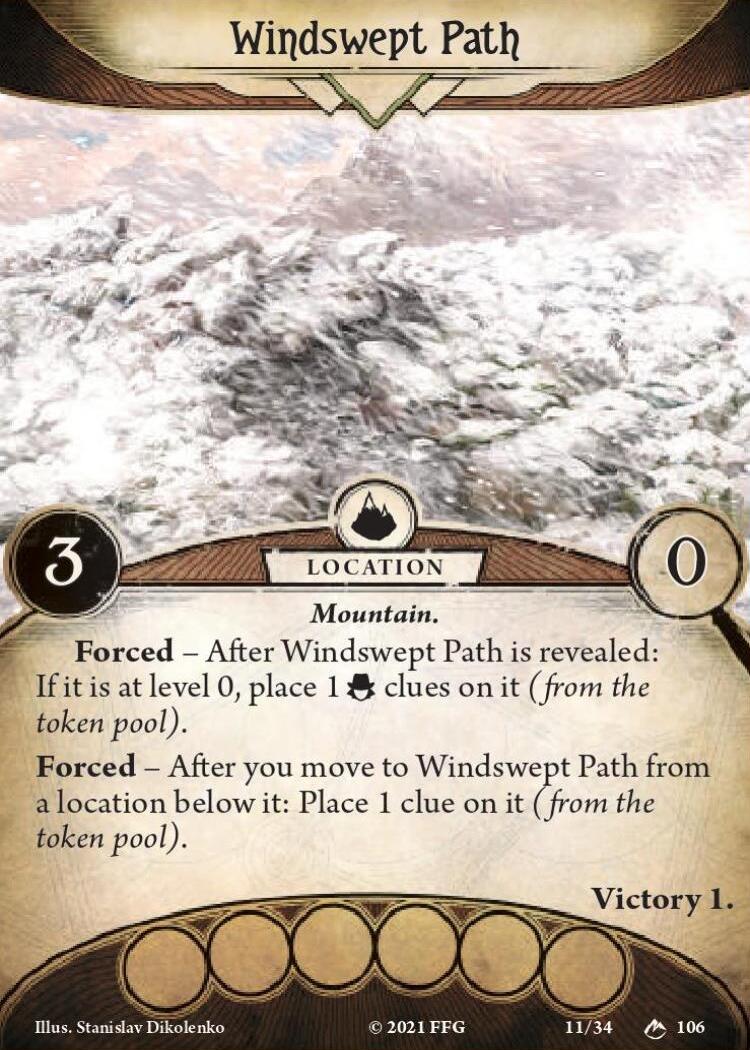 Windswept Path
3
0
LOCATION
Mountain.
Forced – After Windswept Path is revealed:
If it is at level 0, place 1 clues on it (from the
token pool).
Forced – After you move to Windswept Path from
a location below it: Place 1 clue on it (from the
token pool).
Victory 1.
Illus. Stanislav Dikolenko © 2021 FFG 11/34 106